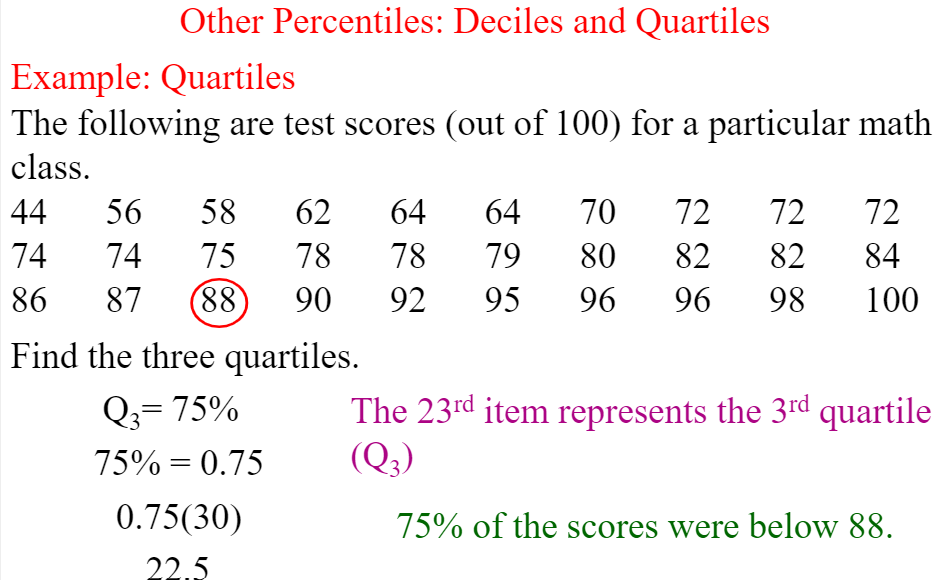 Other Percentiles: Deciles and Quartiles
Example: Quartiles
The following are test scores (out of 100) for a particular math
class.
44 56 58 62 64 64 70 72 72 72
74 74 75 78 78 79 80 82 82 84
86 87 88 90 92 95 96 96 98 100
Find the three quartiles.
Q₃= 75%
75% = 0.75
0.75(30)
22.5
The 23rd item represents the 3rd quartile
(Q₃)
75% of the scores were below 88.